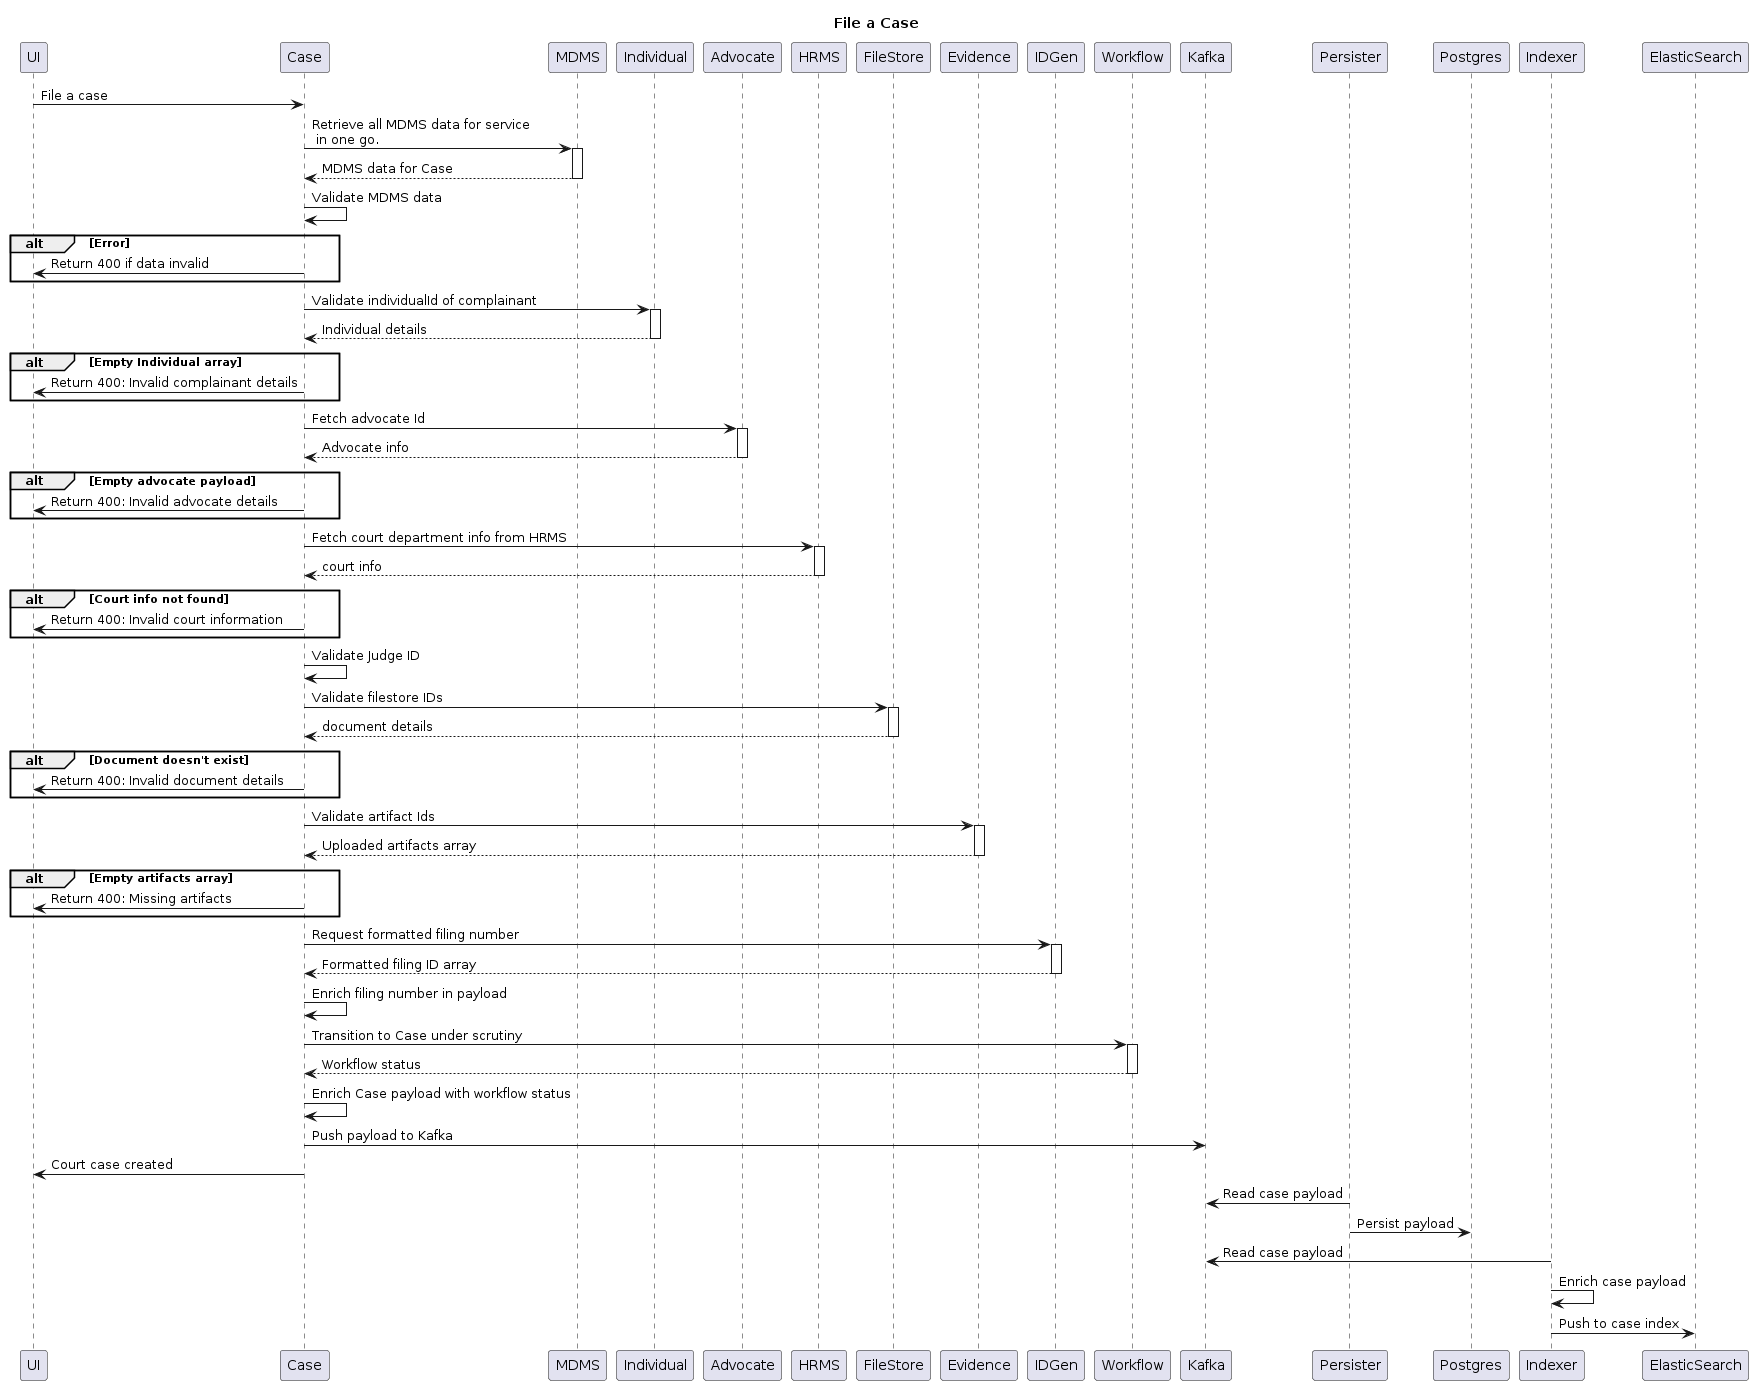 File a Case
UI Case MDMS Individual Advocate HRMS FileStore Evidence IDGen Workflow Kafka Persister Postgres Indexer ElasticSearch
File a case
Retrieve all MDMS data for service
in one go.
MDMS data for Case
Validate MDMS data
alt [Error]
Return 400 if data invalid
Validate individualId of complainant
Individual details
alt [Empty Individual array]
Return 400: Invalid complainant details
Fetch advocate Id
Advocate info
alt [Empty advocate payload]
Return 400: Invalid advocate details
Fetch court department info from HRMS
court info
alt [Court info not found]
Return 400: Invalid court information
Validate Judge ID
Validate filestore IDs
document details
alt [Document doesn't exist]
Return 400: Invalid document details
Validate artifact Ids
Uploaded artifacts array
alt [Empty artifacts array]
Return 400: Missing artifacts
Request formatted filing number
Formatted filing ID array
Enrich filing number in payload
Transition to Case under scrutiny
Workflow status
Enrich Case payload with workflow status
Push payload to Kafka
Court case created
Read case payload
Persist payload
Read case payload
Enrich case payload
Push to case index
UI Case MDMS Individual Advocate HRMS FileStore Evidence IDGen Workflow Kafka Persister Postgres Indexer ElasticSearch